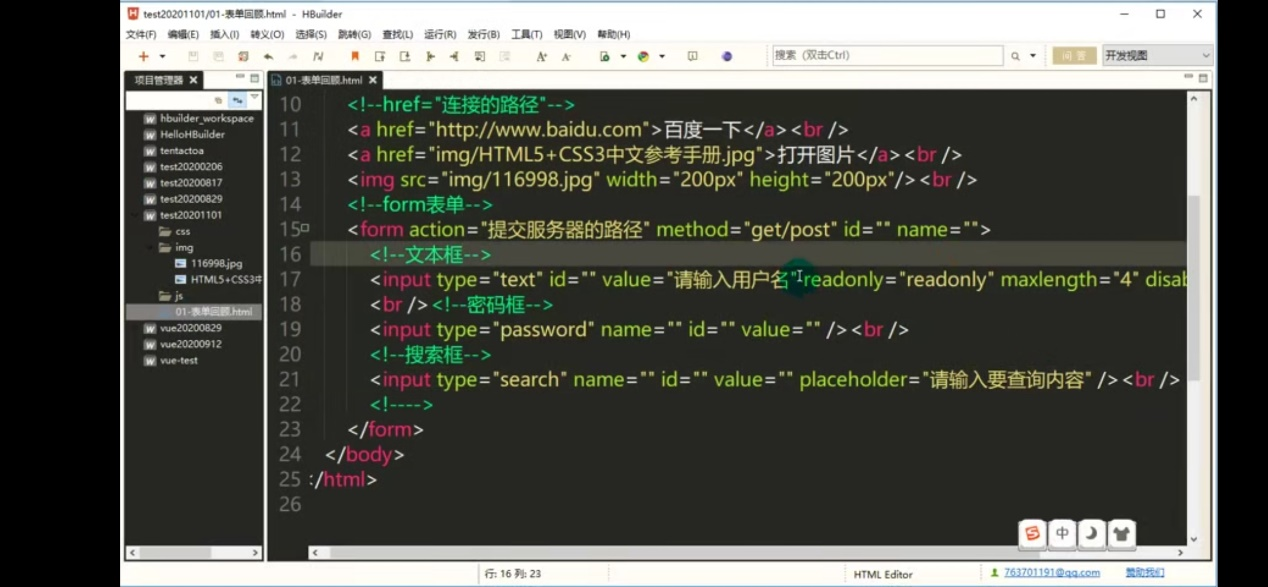 test20201101/01-表单回顾.html - HBuilder
文件(F) 编辑(E) 插入(I) 转义(O) 选择(S) 跳转(G) 查找(L) 运行(R) 发行(B) 工具(T) 视图(V) 帮助(H)
搜索 (双击Ctrl) 问答 开发视图
项目管理器 01-表单回顾.html
hbuilder_workspace
HelloHBuilder
tentactoa
test20200206
test20200817
test20200829
test20201101
css
img
116998.jpg
HTML5+CSS3中
js
01-表单回顾.html
vue20200829
vue20200912
vue-test
10 <!--href="连接的路径"-->
11 <a href="http://www.baidu.com">百度一下</a><br />
12 <a href="img/HTML5+CSS3中文参考手册.jpg">打开图片</a><br />
13 <img src="img/116998.jpg" width="200px" height="200px"/><br />
14 <!--form表单-->
15 <form action="提交服务器的路径" method="get/post" id="" name="">
16 <!--文本框-->
17 <input type="text" id="" value="请输入用户名" readonly="readonly" maxlength="4" disab
18 <br /><!--密码框-->
19 <input type="password" name="" id="" value="" /><br />
20 <!--搜索框-->
21 <input type="search" name="" id="" value="" placeholder="请输入要查询内容" /><br />
22 <!---->
23 </form>
24 </body>
25 :/html>
26
中
行: 16 列: 23 HTML Editor 763701191@qq.com 赞助我们